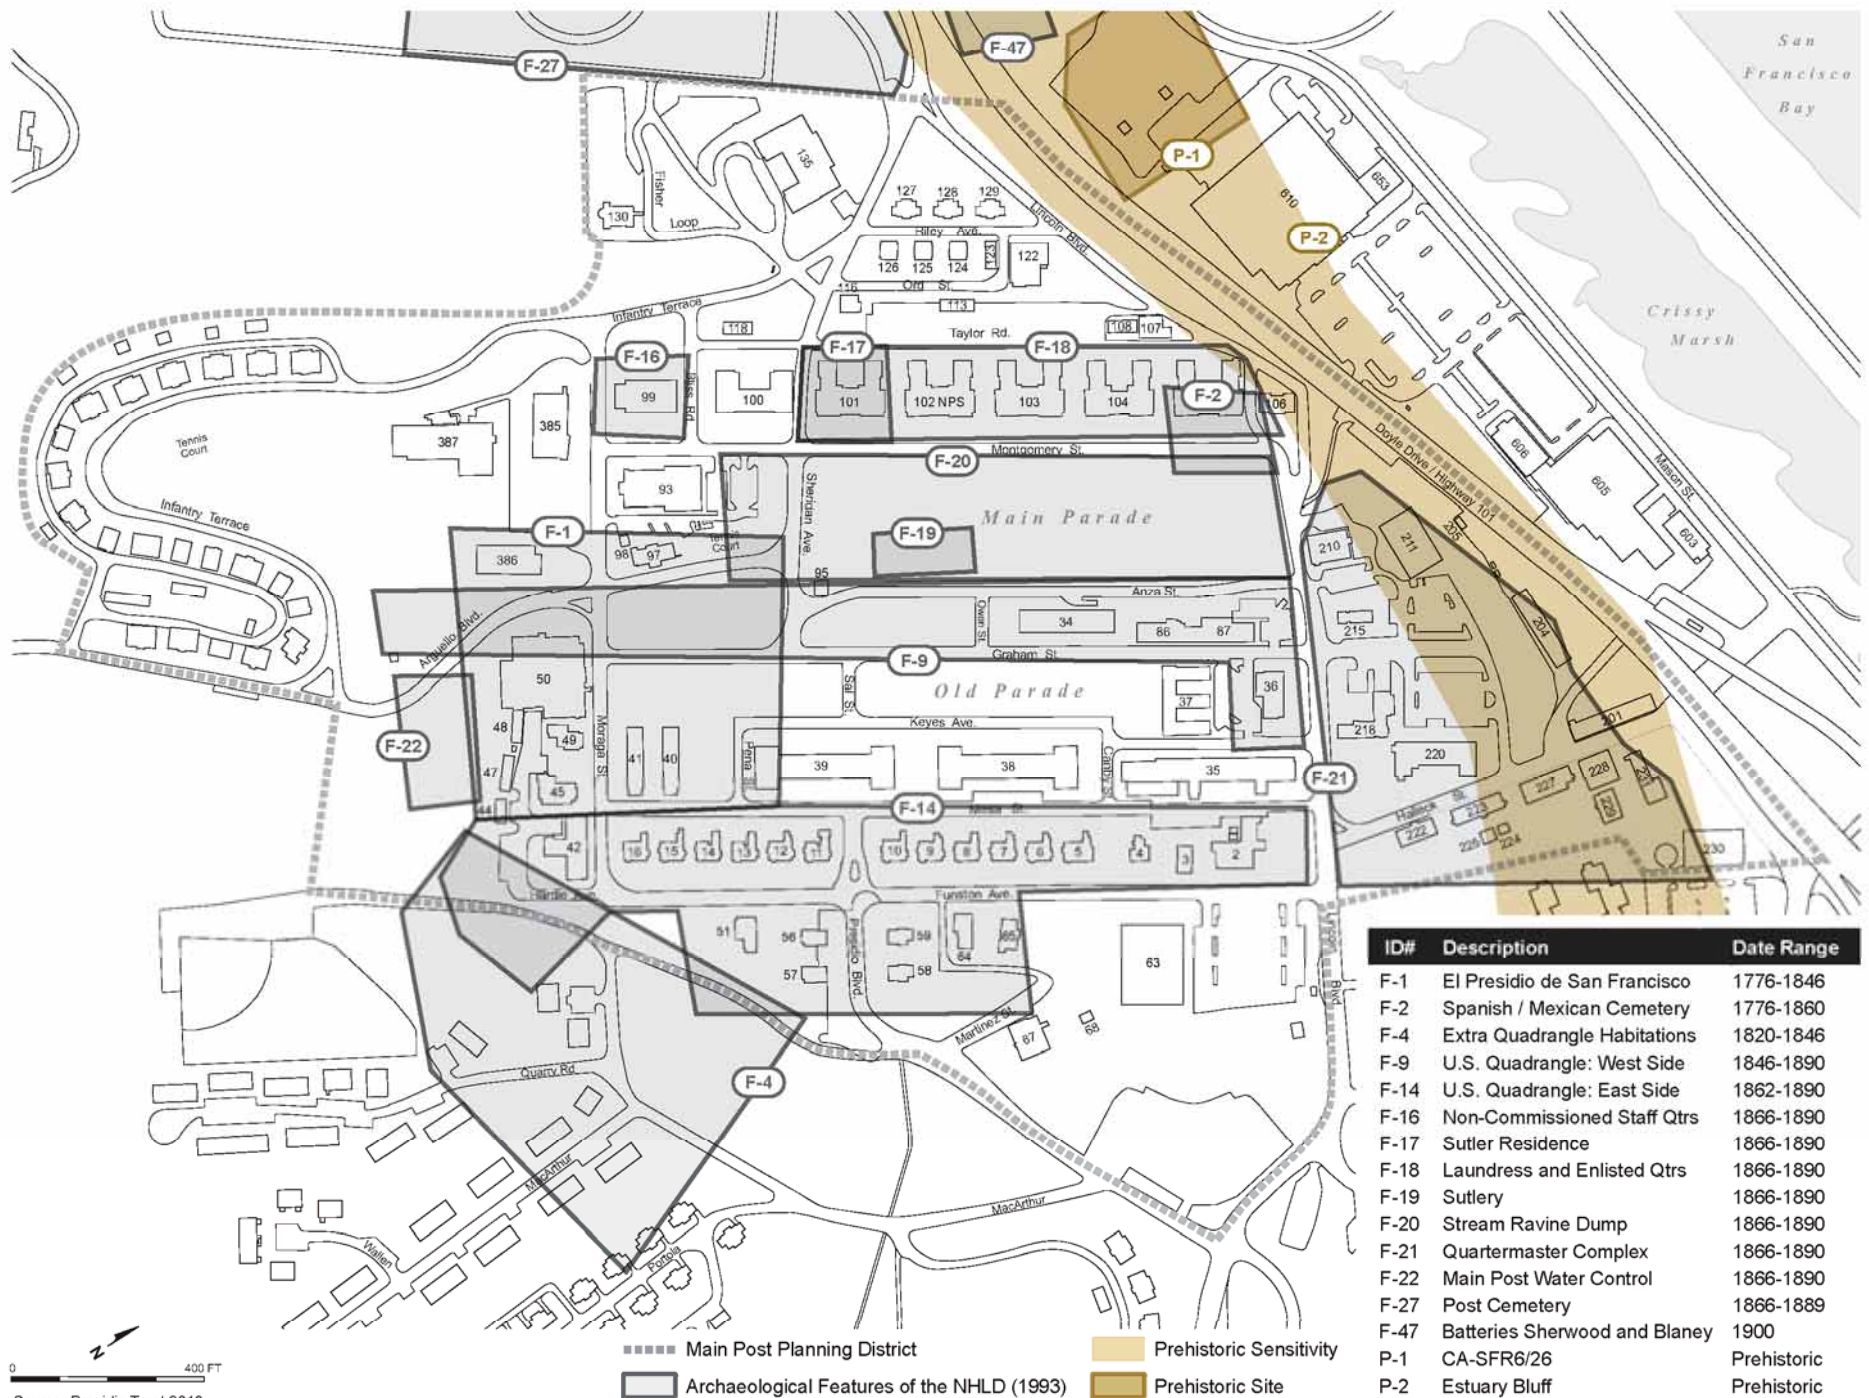 San
Francisco
Bay
F-47
F-27
P-1
135
653
610
Fisher
Loop
130
127 128 129
Lincoln Blvd.
Riley Ave.
P-2
126 125 124 123 122
Ord St.
116
113
Infantry Terrace
118
Taylor Rd.
108 107
Crissy
Marsh
F-16
F-17
F-18
99
100
101
102 NPS
103
104
F-2
106
Tennis
Court
387
385
Montgomery St.
F-20
Doyle Drive / Highway 101
606
605
Mason St.
603
93
Sheridan Ave.
Main Parade
Infantry Terrace
F-1
F-19
98 97
Tennis
Court
386
95
210
211
205
Anza St.
Owen St.
34
86 87
215
204
Arguello Blvd.
Graham St.
F-9
50
Old Parade
36
37
Sal St.
Keyes Ave.
201
48
49
Moraga St.
218
F-22
41 40
Pena St.
39
38
Canby St.
35
F-21
220
47
45
44
F-14
Mesa St.
227
228
231
Halleck St.
223
222
229
225
224
230
42
16 15 14 13 12 11
10 9 8 7 6 5 4 3 2
Hardie Ave.
Funston Ave.
51
56
57
Presidio Blvd.
59
58
64
65
63
Lincoln
Blvd.
Martinez St.
67
68
Quarry Rd
F-4
MacArthur
MacArthur
Wallen
Portola
N
0 400 FT
ID# Description Date Range
F-1 El Presidio de San Francisco 1776-1846
F-2 Spanish / Mexican Cemetery 1776-1860
F-4 Extra Quadrangle Habitations 1820-1846
F-9 U.S. Quadrangle: West Side 1846-1890
F-14 U.S. Quadrangle: East Side 1862-1890
F-16 Non-Commissioned Staff Qtrs 1866-1890
F-17 Sutler Residence 1866-1890
F-18 Laundress and Enlisted Qtrs 1866-1890
F-19 Sutlery 1866-1890
F-20 Stream Ravine Dump 1866-1890
F-21 Quartermaster Complex 1866-1890
F-22 Main Post Water Control 1866-1890
F-27 Post Cemetery 1866-1889
F-47 Batteries Sherwood and Blaney 1900
P-1 CA-SFR6/26 Prehistoric
P-2 Estuary Bluff Prehistoric
Main Post Planning District
Archaeological Features of the NHLD (1993)
Prehistoric Sensitivity
Prehistoric Site